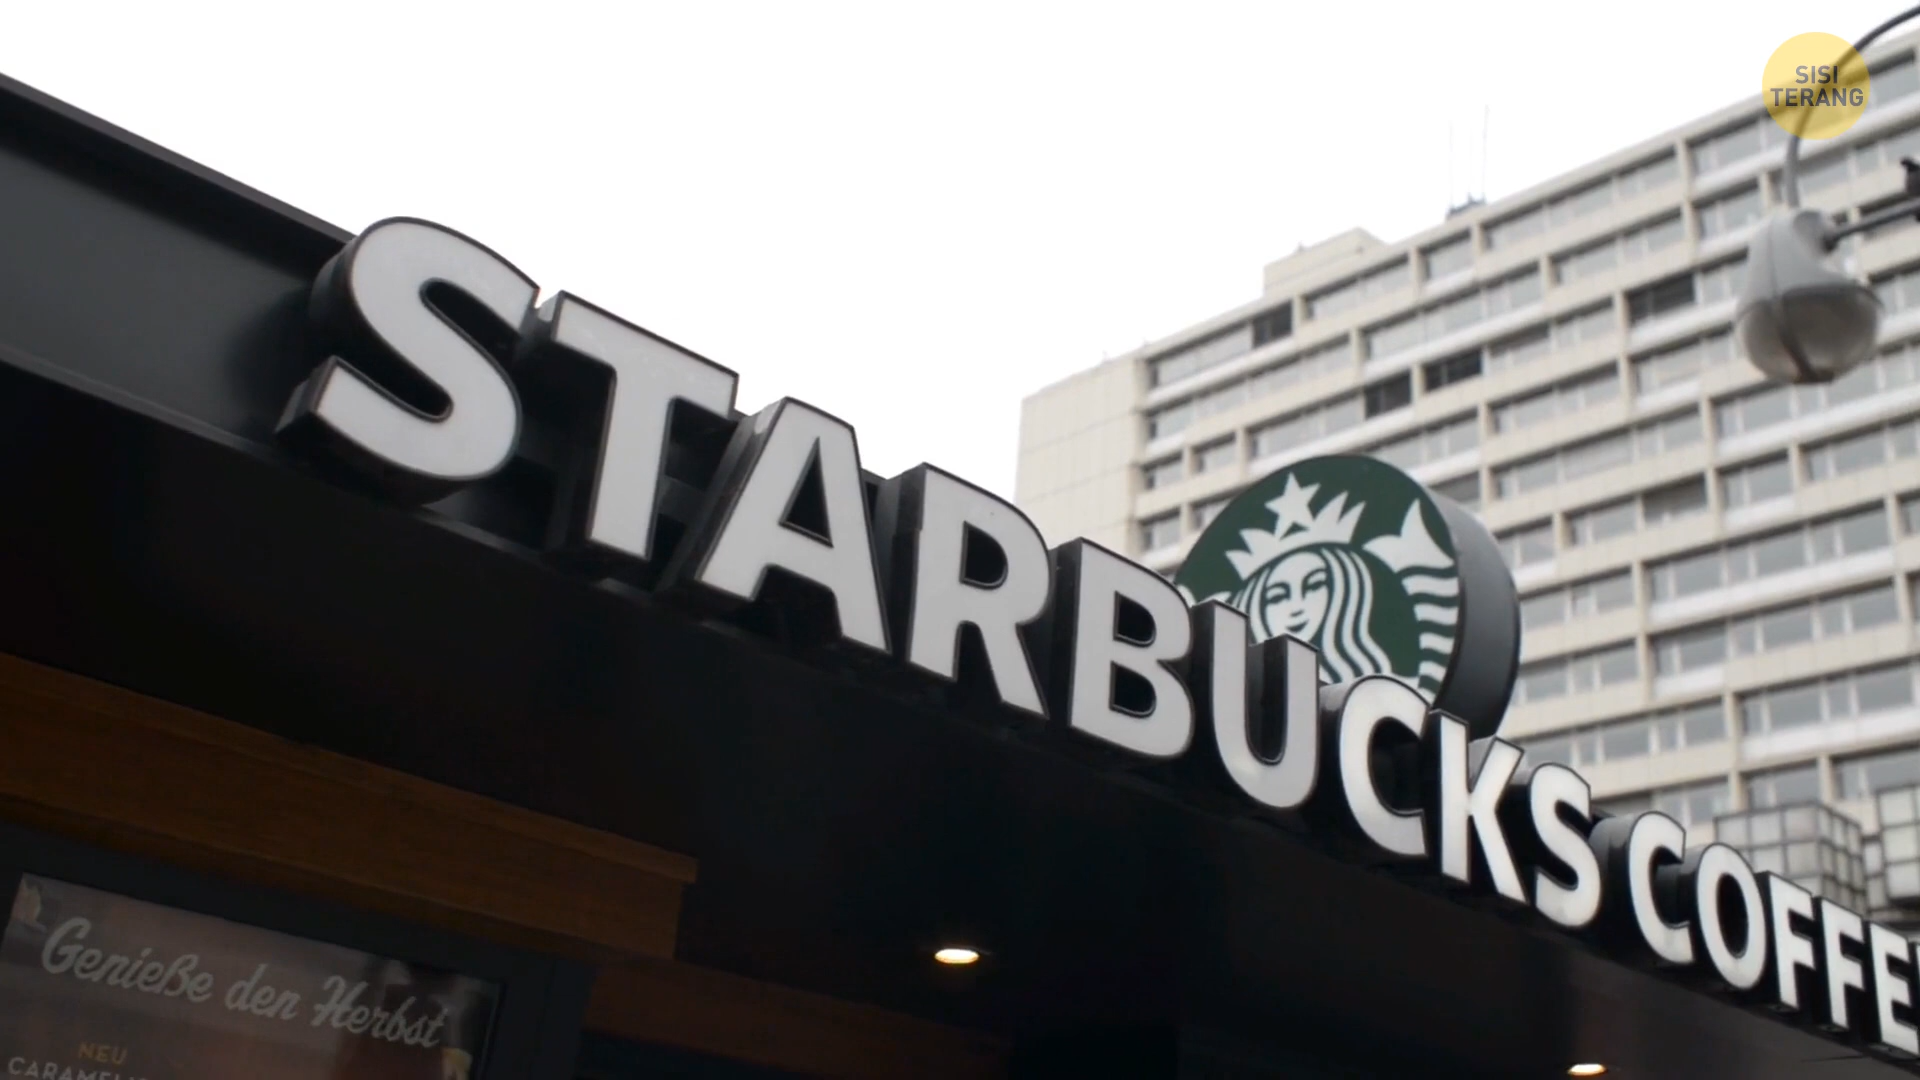 SISI
TERANG
STARBUCKS COFFE
Genieße den Herbst
NEU